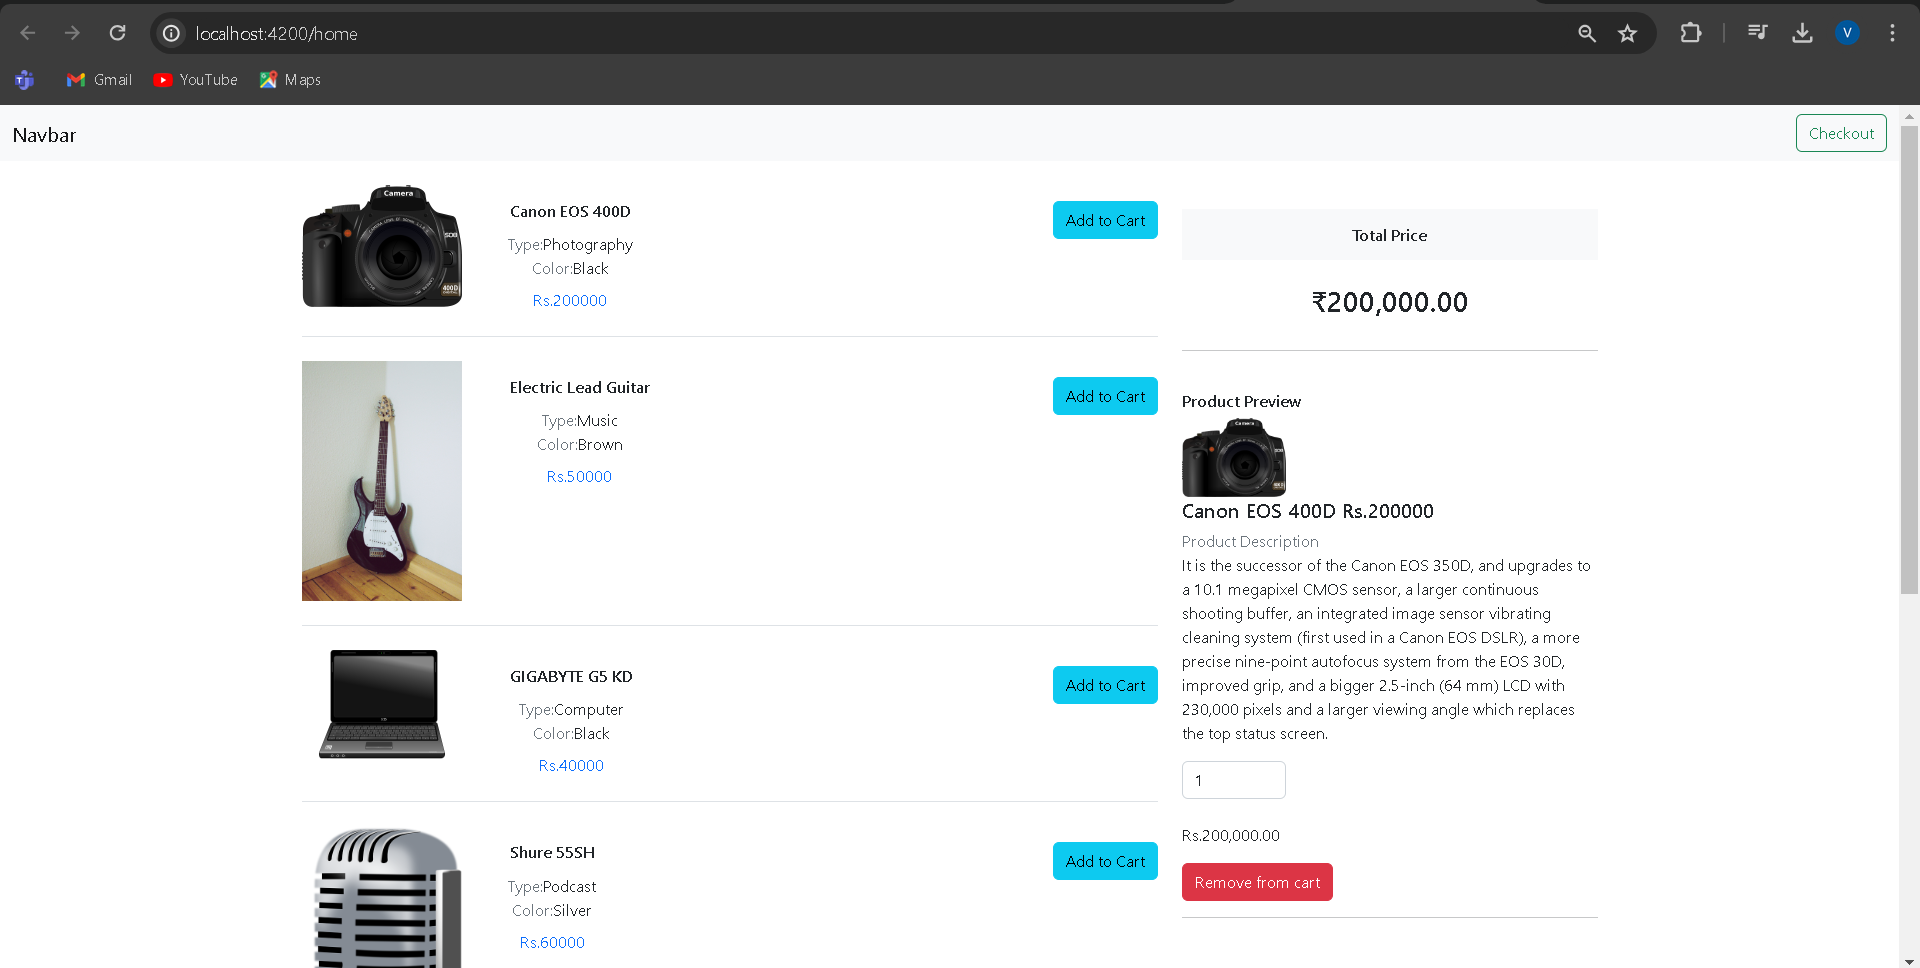 localhost:4200/home
V
Gmail
YouTube
Maps
Navbar
Checkout
Camera
400D
Canon EOS 400D
Type:Photography
Color:Black
Rs.200000
Add to Cart
Electric Lead Guitar
Type:Music
Color:Brown
Rs.50000
Add to Cart
GIGABYTE G5 KD
Type:Computer
Color:Black
Rs.40000
Add to Cart
Shure 55SH
Type:Podcast
Color:Silver
Rs.60000
Add to Cart
Total Price
₹200,000.00
Product Preview
Camera
Canon EOS 400D Rs.200000
Product Description
It is the successor of the Canon EOS 350D, and upgrades to
a 10.1 megapixel CMOS sensor, a larger continuous
shooting buffer, an integrated image sensor vibrating
cleaning system (first used in a Canon EOS DSLR), a more
precise nine-point autofocus system from the EOS 30D,
improved grip, and a bigger 2.5-inch (64 mm) LCD with
230,000 pixels and a larger viewing angle which replaces
the top status screen.
1
Rs.200,000.00
Remove from cart